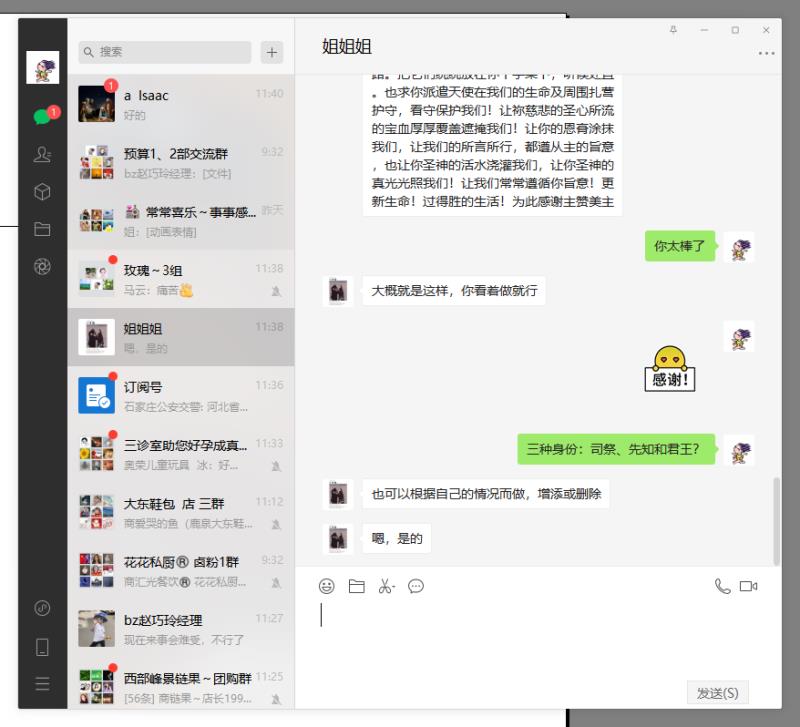 搜索
1
a Isaac
11:40
好的
1
预算1、2部交流群
9:32
bz赵巧玲经理: [文件]
常常喜乐～事事感...
昨天
姐: [动画表情]
玫瑰～3组
11:38
马云: 痛苦
姐姐姐
11:38
嗯, 是的
订阅号
11:36
石家庄公安交警: 河北省...
三诊室助您好孕成真...
11:33
奥荣儿童玩具 冰: 好...
大东鞋包 店 三群
11:12
商爱哭的鱼（鹿泉大东鞋...
花花私厨® 卤粉1群
9:32
商汇光餐饮® 花花私厨...
bz赵巧玲经理
11:27
现在来事会难受，不行了
西部峰景链果～团购群
11:25
[56条] 商链果～店长199...
姐姐姐
。也求你派遣天使在我们的生命及周围扎营
护守，看守保护我们！让祢慈悲的圣心所流
的宝血厚厚覆盖遮掩我们！让你的恩膏涂抹
我们，让我们的所言所行，都遵从主的旨意
，也让你圣神的活水浇灌我们，让你圣神的
真光光照我们！让我们常常遵循你旨意！更
新生命！过得胜的生活！为此感谢主赞美主
你太棒了
大概就是这样，你看着做就行
感谢!
三种身份：司祭、先知和君王？
也可以根据自己的情况而做，增添或删除
嗯，是的
发送(S)